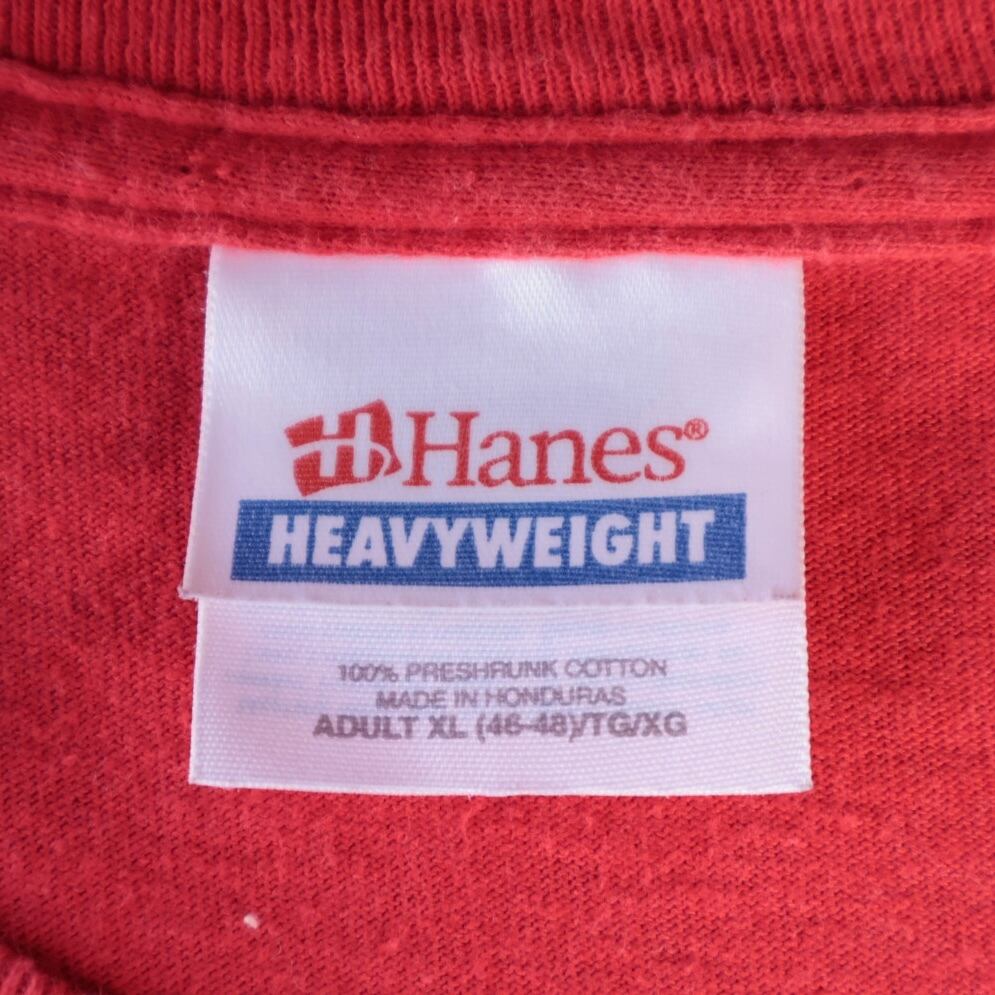 Hanes®
HEAVYWEIGHT
100% PRESHRUNK COTTON
MADE IN HONDURAS
ADULT XL (46-48)/TG/XG